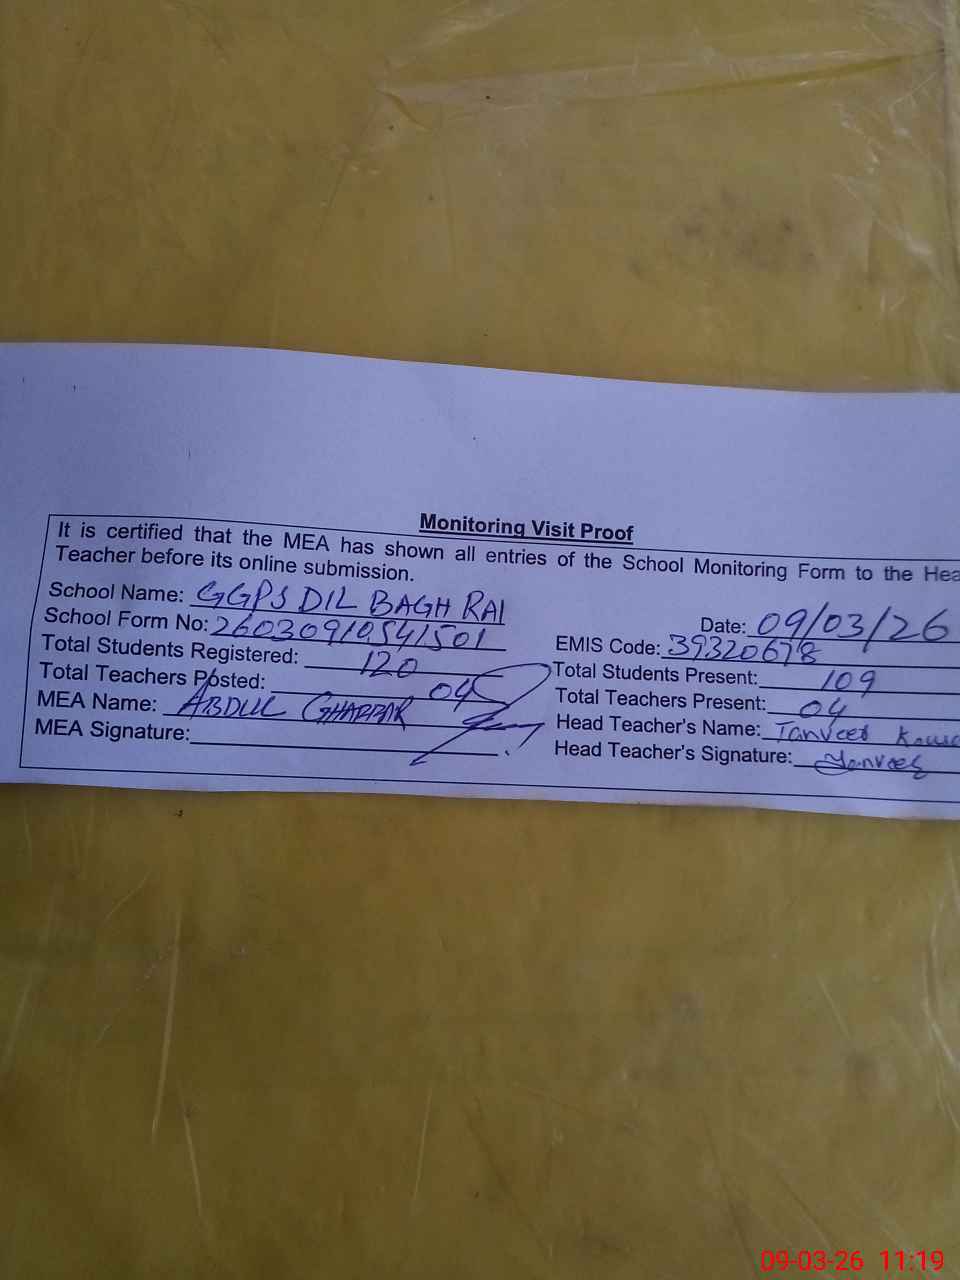 Monitoring Visit Proof
It is certified that the MEA has shown all entries of the School Monitoring Form to the Hea
Teacher before its online submission.
School Name: GGPS DIL BAGH RAI
Date: 09/03/26
School Form No: 26030910541501
EMIS Code: 39320678
Total Students Registered: 120
Total Students Present: 109
Total Teachers Posted: 04
Total Teachers Present: 04
MEA Name: ABDUL GHAFFAR
Head Teacher's Name: Tanveer
MEA Signature:
Head Teacher's Signature: Tanveer
09-03-26 11:19